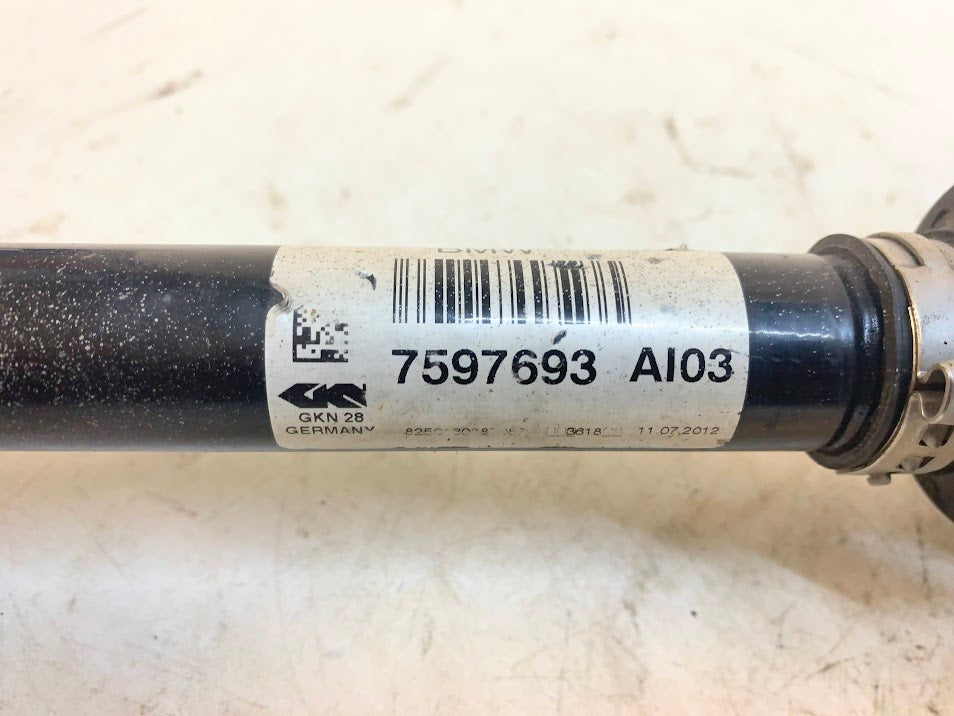 BMW
7597693 AI03
GKN 28
GERMANY
11.07.2012